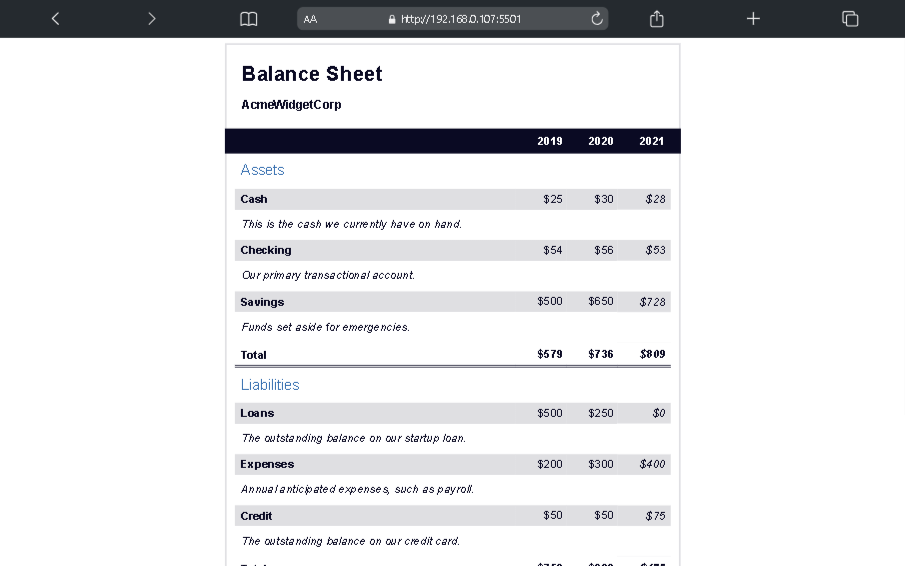 AA http://192.168.0.107:5501
Balance Sheet
AcmeWidgetCorp
2019 2020 2021
Assets
Cash $25 $30 $28
This is the cash we currently have on hand.
Checking $54 $56 $53
Our primary transactional account.
Savings $500 $650 $728
Funds set aside for emergencies.
Total $579 $736 $809
Liabilities
Loans $500 $250 $0
The outstanding balance on our startup loan.
Expenses $200 $300 $400
Annual anticipated expenses, such as payroll.
Credit $50 $50 $75
The outstanding balance on our credit card.